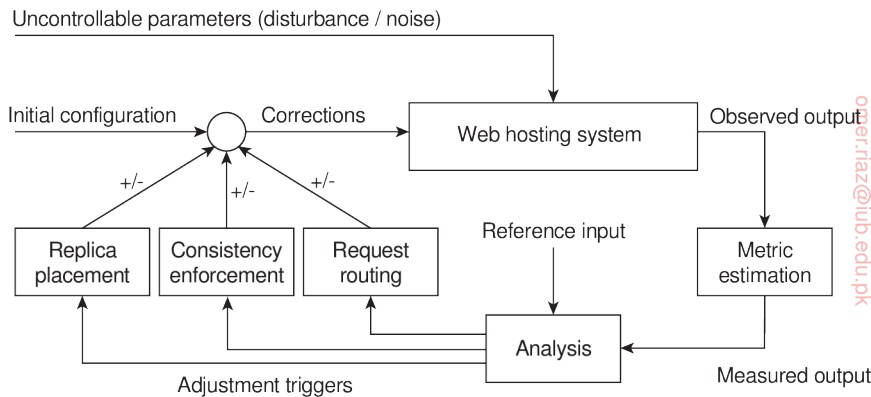 Uncontrollable parameters (disturbance / noise)
Initial configuration
Corrections
Web hosting system
Observed output
+/-
+/-
+/-
Reference input
Replica
placement
Consistency
enforcement
Request
routing
Metric
estimation
Analysis
Adjustment triggers
Measured output
omer.riaz@iub.edu.pk